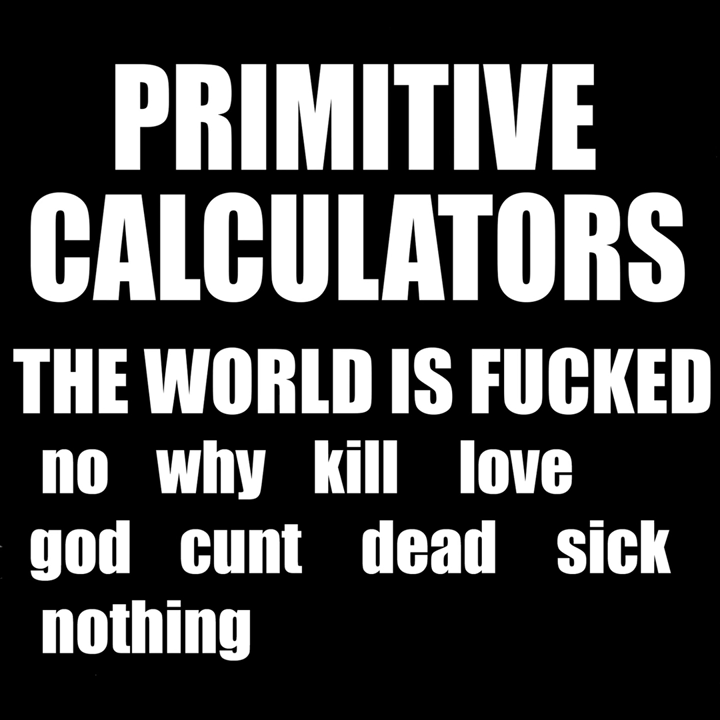 PRIMITIVE
CALCULATORS
THE WORLD IS FUCKED
no why kill love
god cunt dead sick
nothing